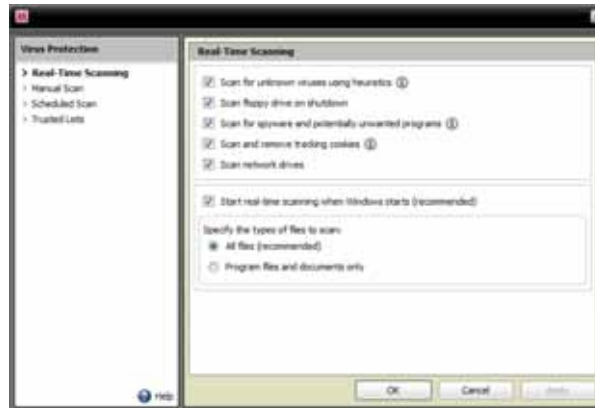 Virus Protection
> Real-Time Scanning
> Manual Scan
> Scheduled Scan
> Trusted Lists
Help
Real-Time Scanning
Scan for unknown viruses using heuristics
Scan floppy drive on shutdown
Scan for spyware and potentially unwanted programs
Scan and remove tracking cookies
Scan network drives
Start real-time scanning when Windows starts (recommended)
Specify the types of files to scan:
All files (recommended)
Program files and documents only
OK
Cancel
Apply